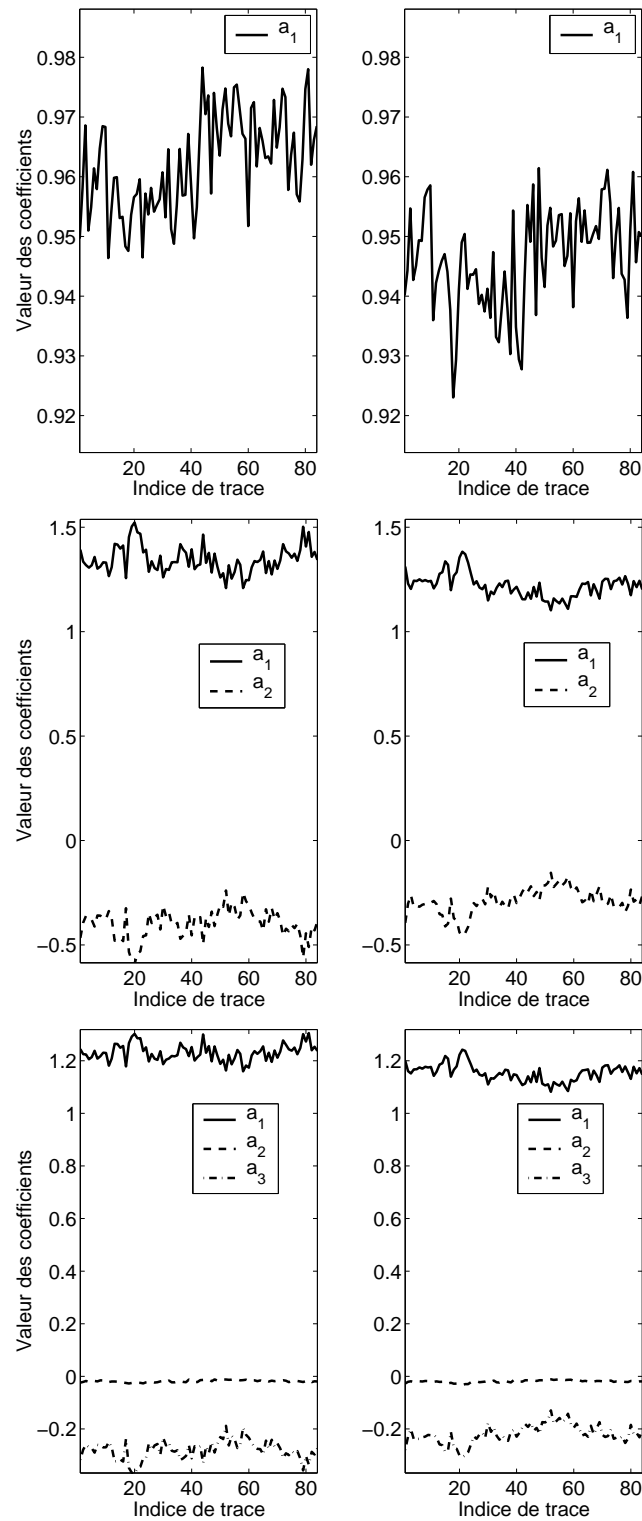 a1
0.98
0.97
0.96
0.95
0.94
0.93
0.92
20 40 60 80
Indice de trace
Valeur des coefficients
a1
0.98
0.97
0.96
0.95
0.94
0.93
0.92
20 40 60 80
Indice de trace
1.5
1
0.5
0
−0.5
a1
a2
20 40 60 80
Indice de trace
Valeur des coefficients
1.5
1
0.5
0
−0.5
a1
a2
20 40 60 80
Indice de trace
1.2
1
0.8
0.6
0.4
0.2
0
−0.2
a1
a2
a3
20 40 60 80
Indice de trace
Valeur des coefficients
1.2
1
0.8
0.6
0.4
0.2
0
−0.2
a1
a2
a3
20 40 60 80
Indice de trace